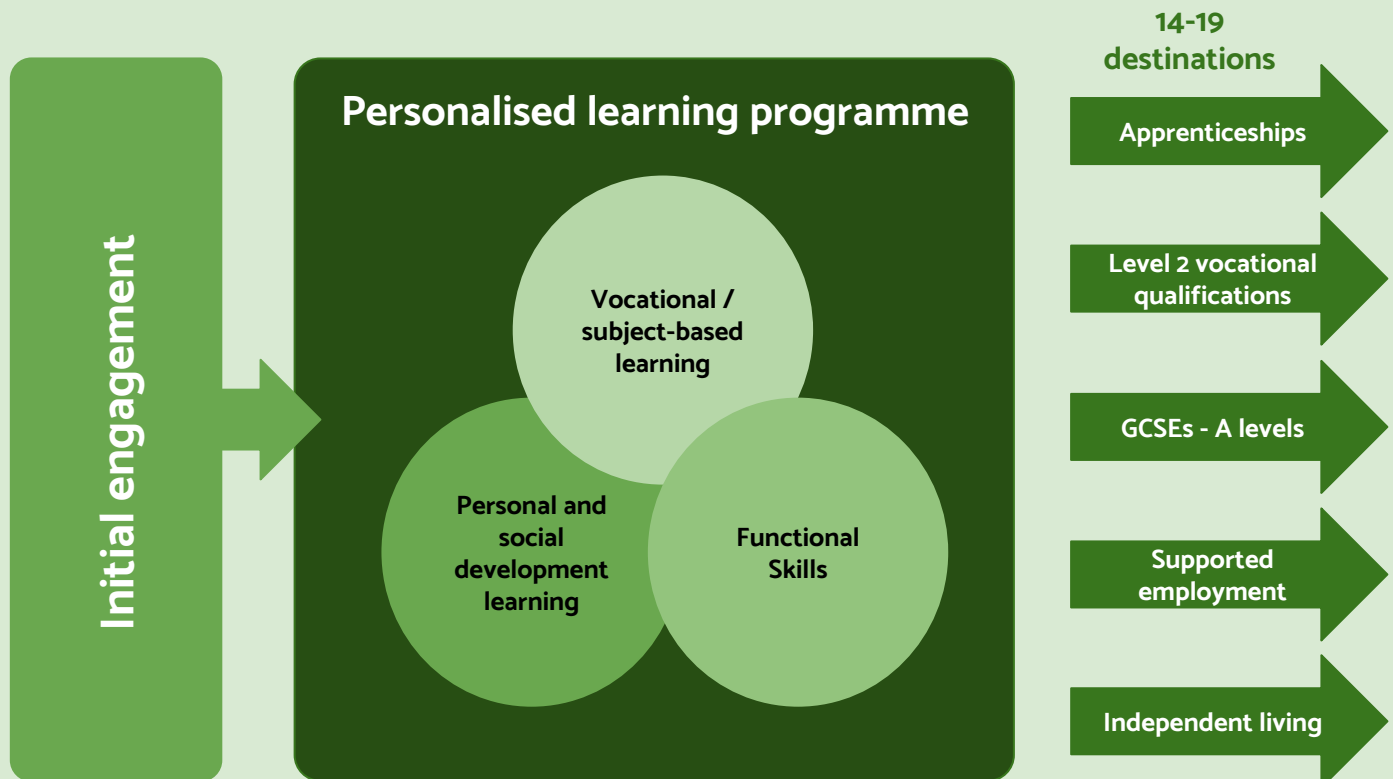 Initial engagement
Personalised learning programme
Vocational /
subject-based
learning
Personal and
social
development
learning
Functional
Skills
14-19
destinations
Apprenticeships
Level 2 vocational
qualifications
GCSEs - A levels
Supported
employment
Independent living